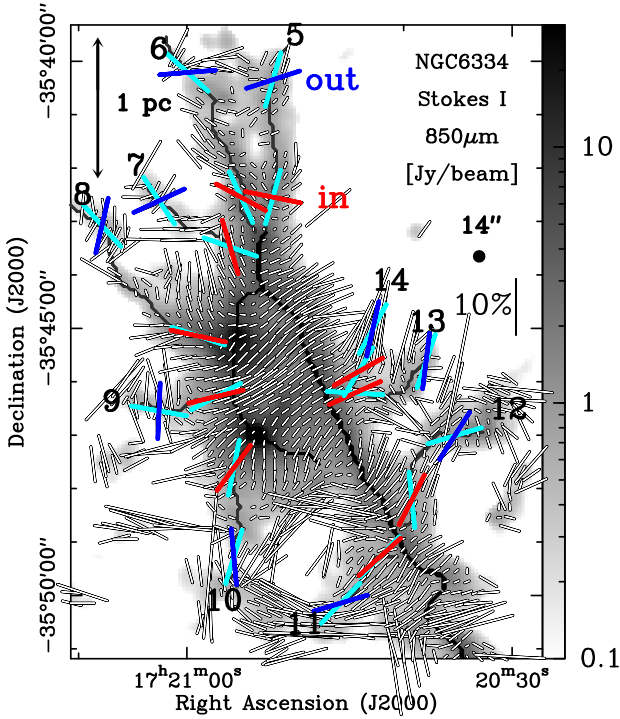 6
5
NGC6334
out
Stokes I
1 pc
850μm
[Jy/beam]
7
8
in
14"
14
10%
13
9
12
10
11
−35°40'00"
−35°45'00"
−35°50'00"
Declination (J2000)
17ʰ21ᵐ00ˢ
20ᵐ30ˢ
Right Ascension (J2000)
10
1
0.1